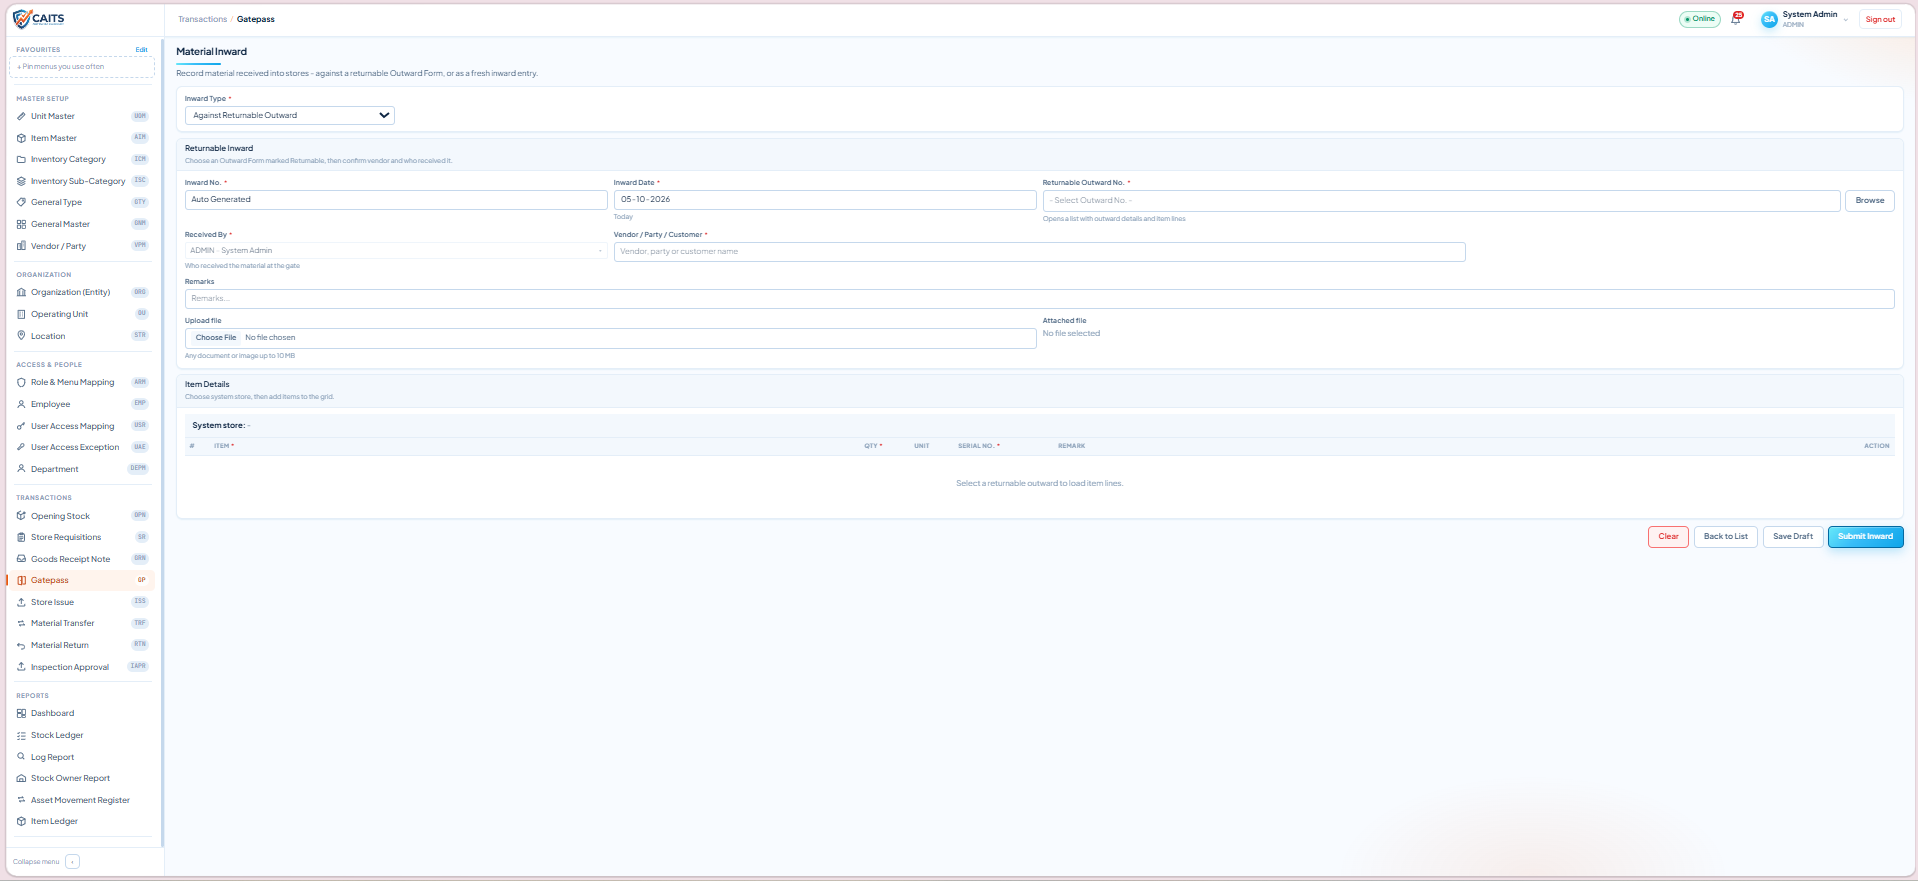 CAITS
Transactions / Gatepass
Online
25
SA
System Admin
ADMIN
Sign out
FAVOURITES
Edit
+ Pin menus you use often
MASTER SETUP
Unit Master UOM
Item Master AIM
Inventory Category ICM
Inventory Sub-Category ISC
General Type GTY
General Master GNM
Vendor / Party VPM
ORGANIZATION
Organization (Entity) ORG
Operating Unit OU
Location STR
ACCESS & PEOPLE
Role & Menu Mapping ARM
Employee EMP
User Access Mapping USR
User Access Exception UAE
Department DEPM
TRANSACTIONS
Opening Stock OPN
Store Requisitions SR
Goods Receipt Note GRN
Gatepass GP
Store Issue ISS
Material Transfer TRF
Material Return RTN
Inspection Approval IAPR
REPORTS
Dashboard
Stock Ledger
Log Report
Stock Owner Report
Asset Movement Register
Item Ledger
Collapse menu
Material Inward
Record material received into stores - against a returnable Outward Form, or as a fresh inward entry.
Inward Type *
Against Returnable Outward
Returnable Inward
Choose an Outward Form marked Returnable, then confirm vendor and who received it.
Inward No. * Inward Date * Returnable Outward No. *
Auto Generated 05-10-2026 - Select Outward No. - Browse
Today Opens a list with outward details and item lines
Received By * Vendor / Party / Customer *
ADMIN - System Admin Vendor, party or customer name
Who received the material at the gate
Remarks
Remarks...
Upload file Attached file
Choose File No file chosen No file selected
Any document or image up to 10 MB
Item Details
Choose system store, then add items to the grid.
System store: -
# ITEM * QTY * UNIT SERIAL NO. * REMARK ACTION
Select a returnable outward to load item lines.
Clear Back to List Save Draft Submit Inward